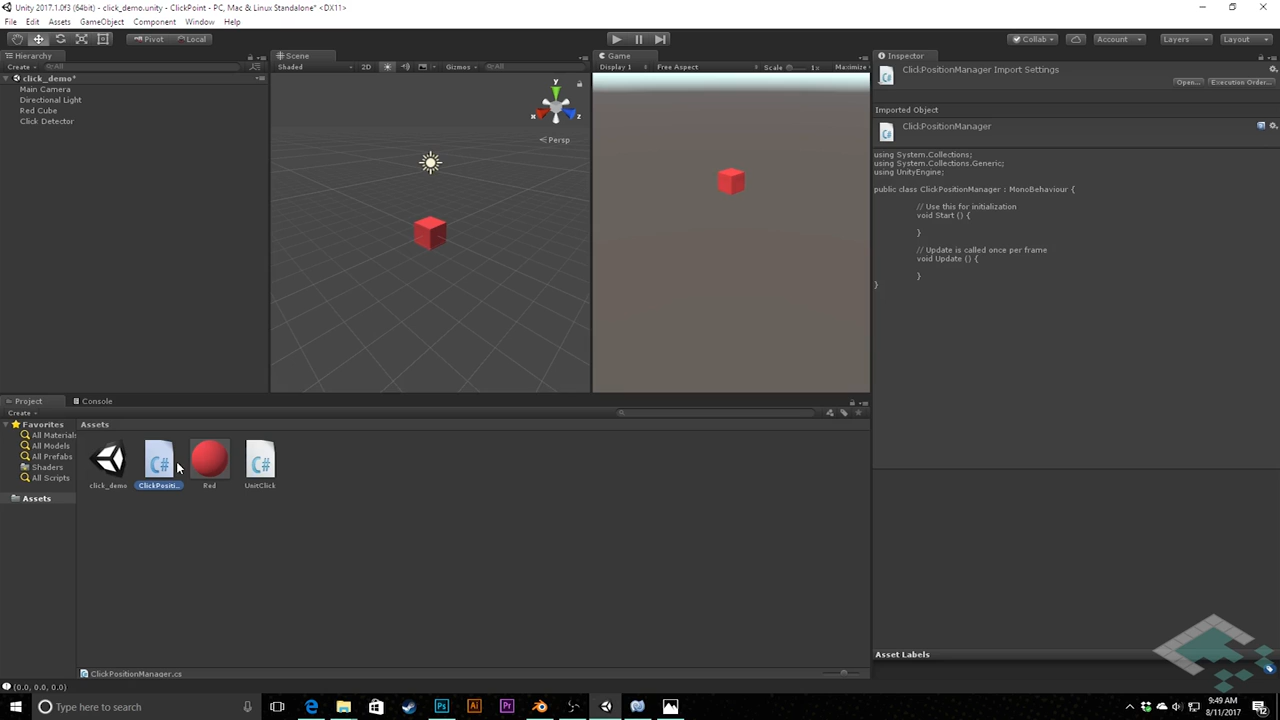 Unity 2017.1.0f3 (64bit) - click_demo.unity - ClickPoint - PC, Mac & Linux Standalone* <DX11>
File Edit Assets GameObject Component Window Help
Pivot Local Collab Account Layers Layout
Hierarchy
Create All
click_demo*
Main Camera
Directional Light
Red Cube
Click Detector
Scene
Shaded 2D Gizmos All
y
x z
Persp
Game
Display 1 Free Aspect Scale 1x Maximize
Inspector
ClickPositionManager Import Settings
Open... Execution Order...
Imported Object
ClickPositionManager
using System.Collections;
using System.Collections.Generic;
using UnityEngine;
public class ClickPositionManager : MonoBehaviour {
// Use this for initialization
void Start () {
}
// Update is called once per frame
void Update () {
}
}
Project Console
Create
Favorites
All Materials
All Models
All Prefabs
Shaders
All Scripts
Assets
Assets
C# C#
click_demo ClickPositi... Red UnitClick
ClickPositionManager.cs
Asset Labels
(0.0, 0.0, 0.0)
Type here to search
9:49 AM
8/11/2017